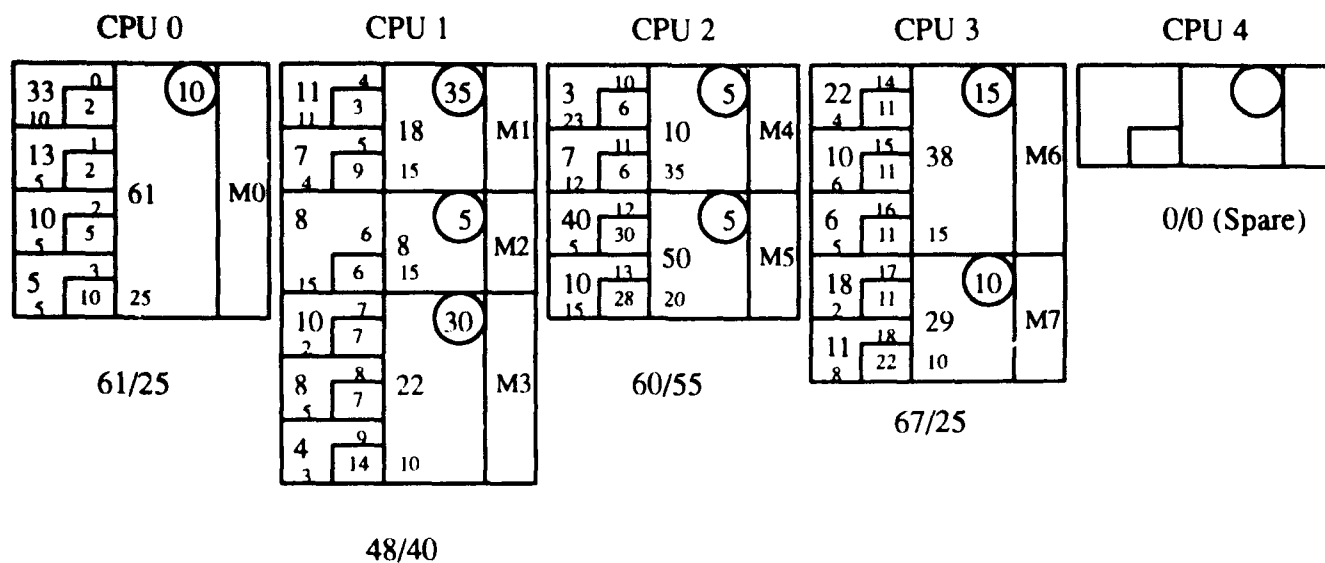 CPU 0 CPU 1 CPU 2 CPU 3 CPU 4
33 0 2 10
13 1 2 5
10 2 5 5
5 3 10 5
10 61 25 M0
61/25
11 4 3 11
7 5 9 4
35 18 15 M1
8 6 6 15
5 8 15 M2
10 7 7 2
8 8 7 5
4 9 14 3
30 22 10 M3
48/40
3 10 6 23
7 11 6 12
5 10 35 M4
40 12 30 5
10 13 28 15
5 50 20 M5
60/55
22 14 11 4
10 15 11 6
6 16 11 5
15 38 15 M6
18 17 11 2
11 18 22 8
10 29 10 M7
67/25
0/0 (Spare)